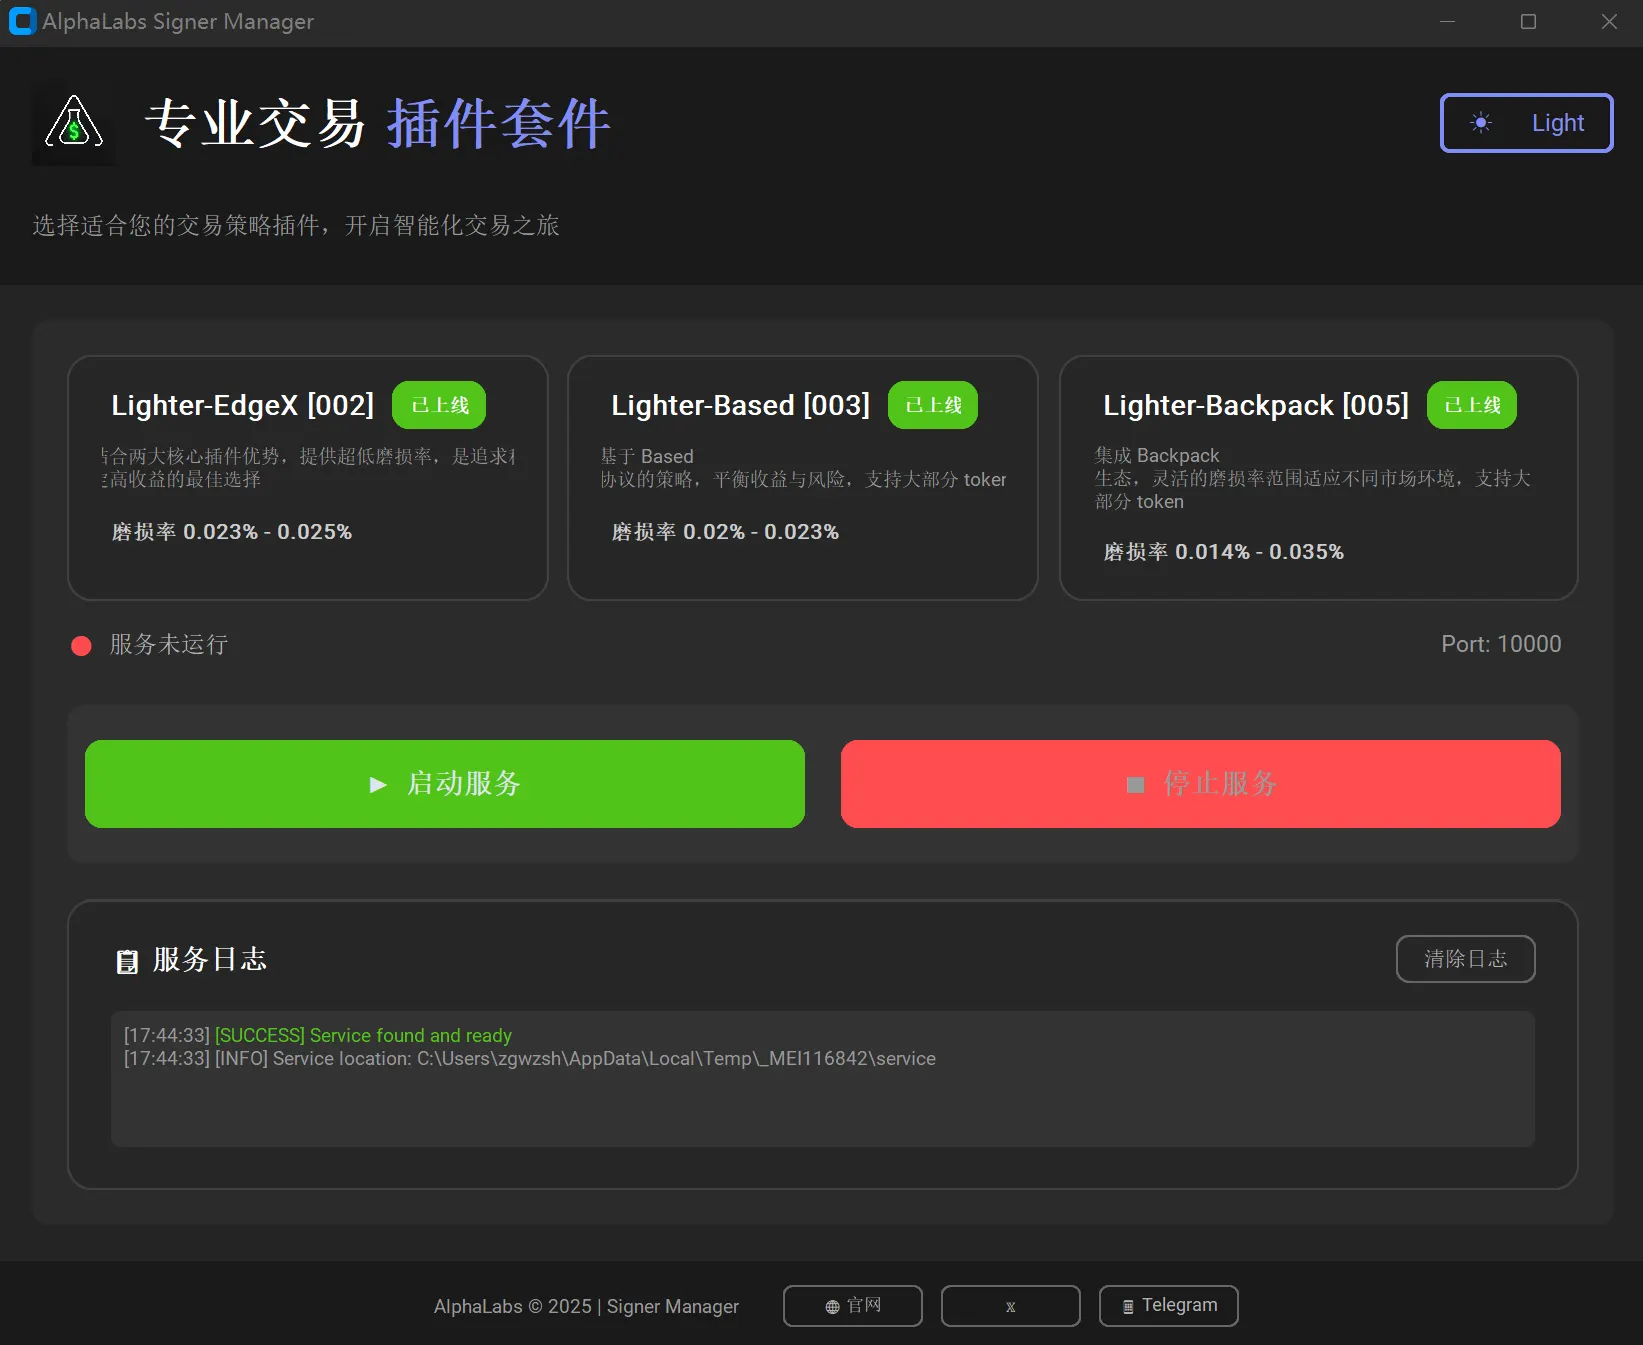 AlphaLabs Signer Manager
专业交易 插件套件
Light
选择适合您的交易策略插件，开启智能化交易之旅
Lighter-EdgeX [002] 已上线
合两大核心插件优势，提供超低磨损率，是追求
高收益的最佳选择
磨损率 0.023% - 0.025%
Lighter-Based [003] 已上线
基于 Based
协议的策略，平衡收益与风险，支持大部分 token
磨损率 0.02% - 0.023%
Lighter-Backpack [005] 已上线
集成 Backpack
生态，灵活的磨损率范围适应不同市场环境，支持大
部分 token
磨损率 0.014% - 0.035%
服务未运行
Port: 10000
▶ 启动服务
■ 停止服务
服务日志
清除日志
[17:44:33] [SUCCESS] Service found and ready
[17:44:33] [INFO] Service location: C:\Users\zgwzsh\AppData\Local\Temp\_MEI116842\service
AlphaLabs © 2025 | Signer Manager
官网
𝕏
Telegram